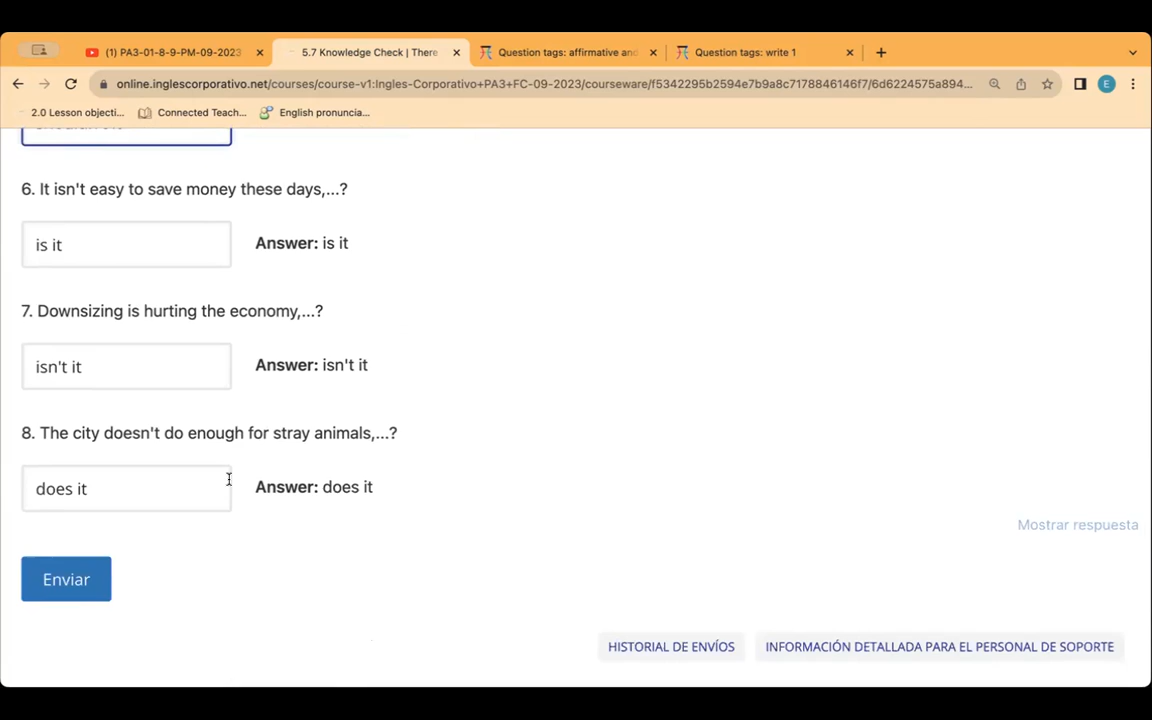 (1) PA3-01-8-9-PM-09-2023
5.7 Knowledge Check | There
Question tags: affirmative and
Question tags: write 1
online.inglescorporativo.net/courses/course-v1:Ingles-Corporativo+PA3+FC-09-2023/courseware/f5342295b2594e7b9a8c7178846146f7/6d6224575a894...
E
2.0 Lesson objecti...
Connected Teach...
English pronuncia...
6. It isn't easy to save money these days,...?
is it
Answer: is it
7. Downsizing is hurting the economy,...?
isn't it
Answer: isn't it
8. The city doesn't do enough for stray animals,...?
does it
Answer: does it
Mostrar respuesta
Enviar
HISTORIAL DE ENVÍOS
INFORMACIÓN DETALLADA PARA EL PERSONAL DE SOPORTE